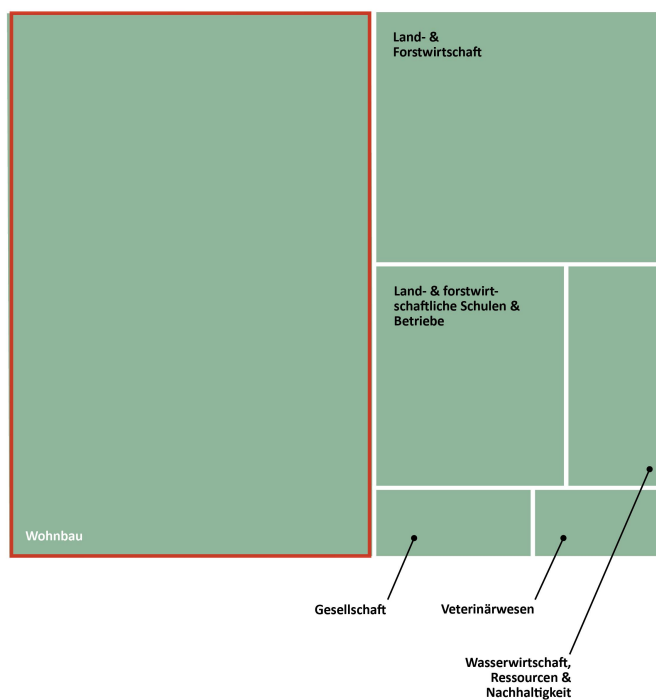 Land- &
Forstwirtschaft
Land- & forstwirt-
schaftliche Schulen &
Betriebe
Wohnbau
Gesellschaft
Veterinärwesen
Wasserwirtschaft,
Ressourcen &
Nachhaltigkeit